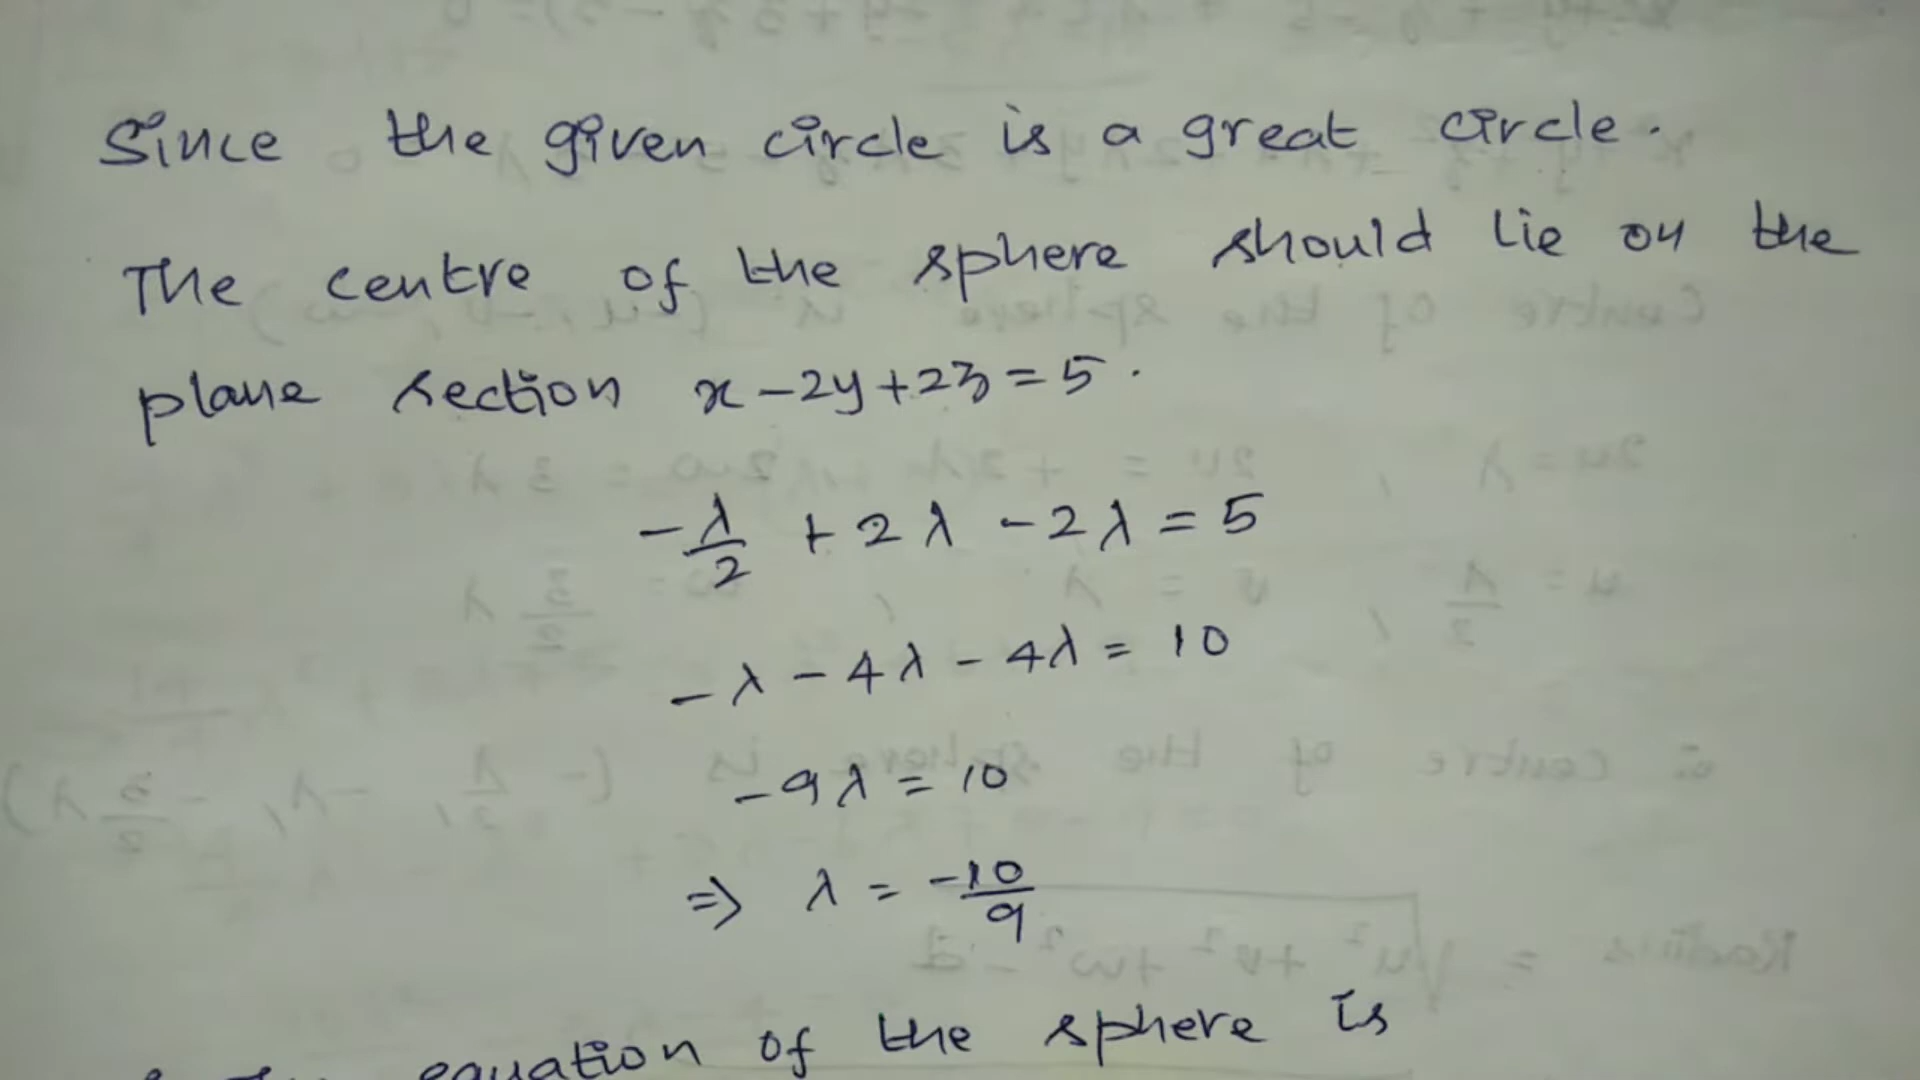 Since the given circle is a great circle.
The centre of the sphere should lie on the
plane section x - 2y + 2z = 5.
-λ/2 + 2λ - 2λ = 5
-λ - 4λ - 4λ = 10
-9λ = 10
⇒ λ = -10/9
equation of the sphere is